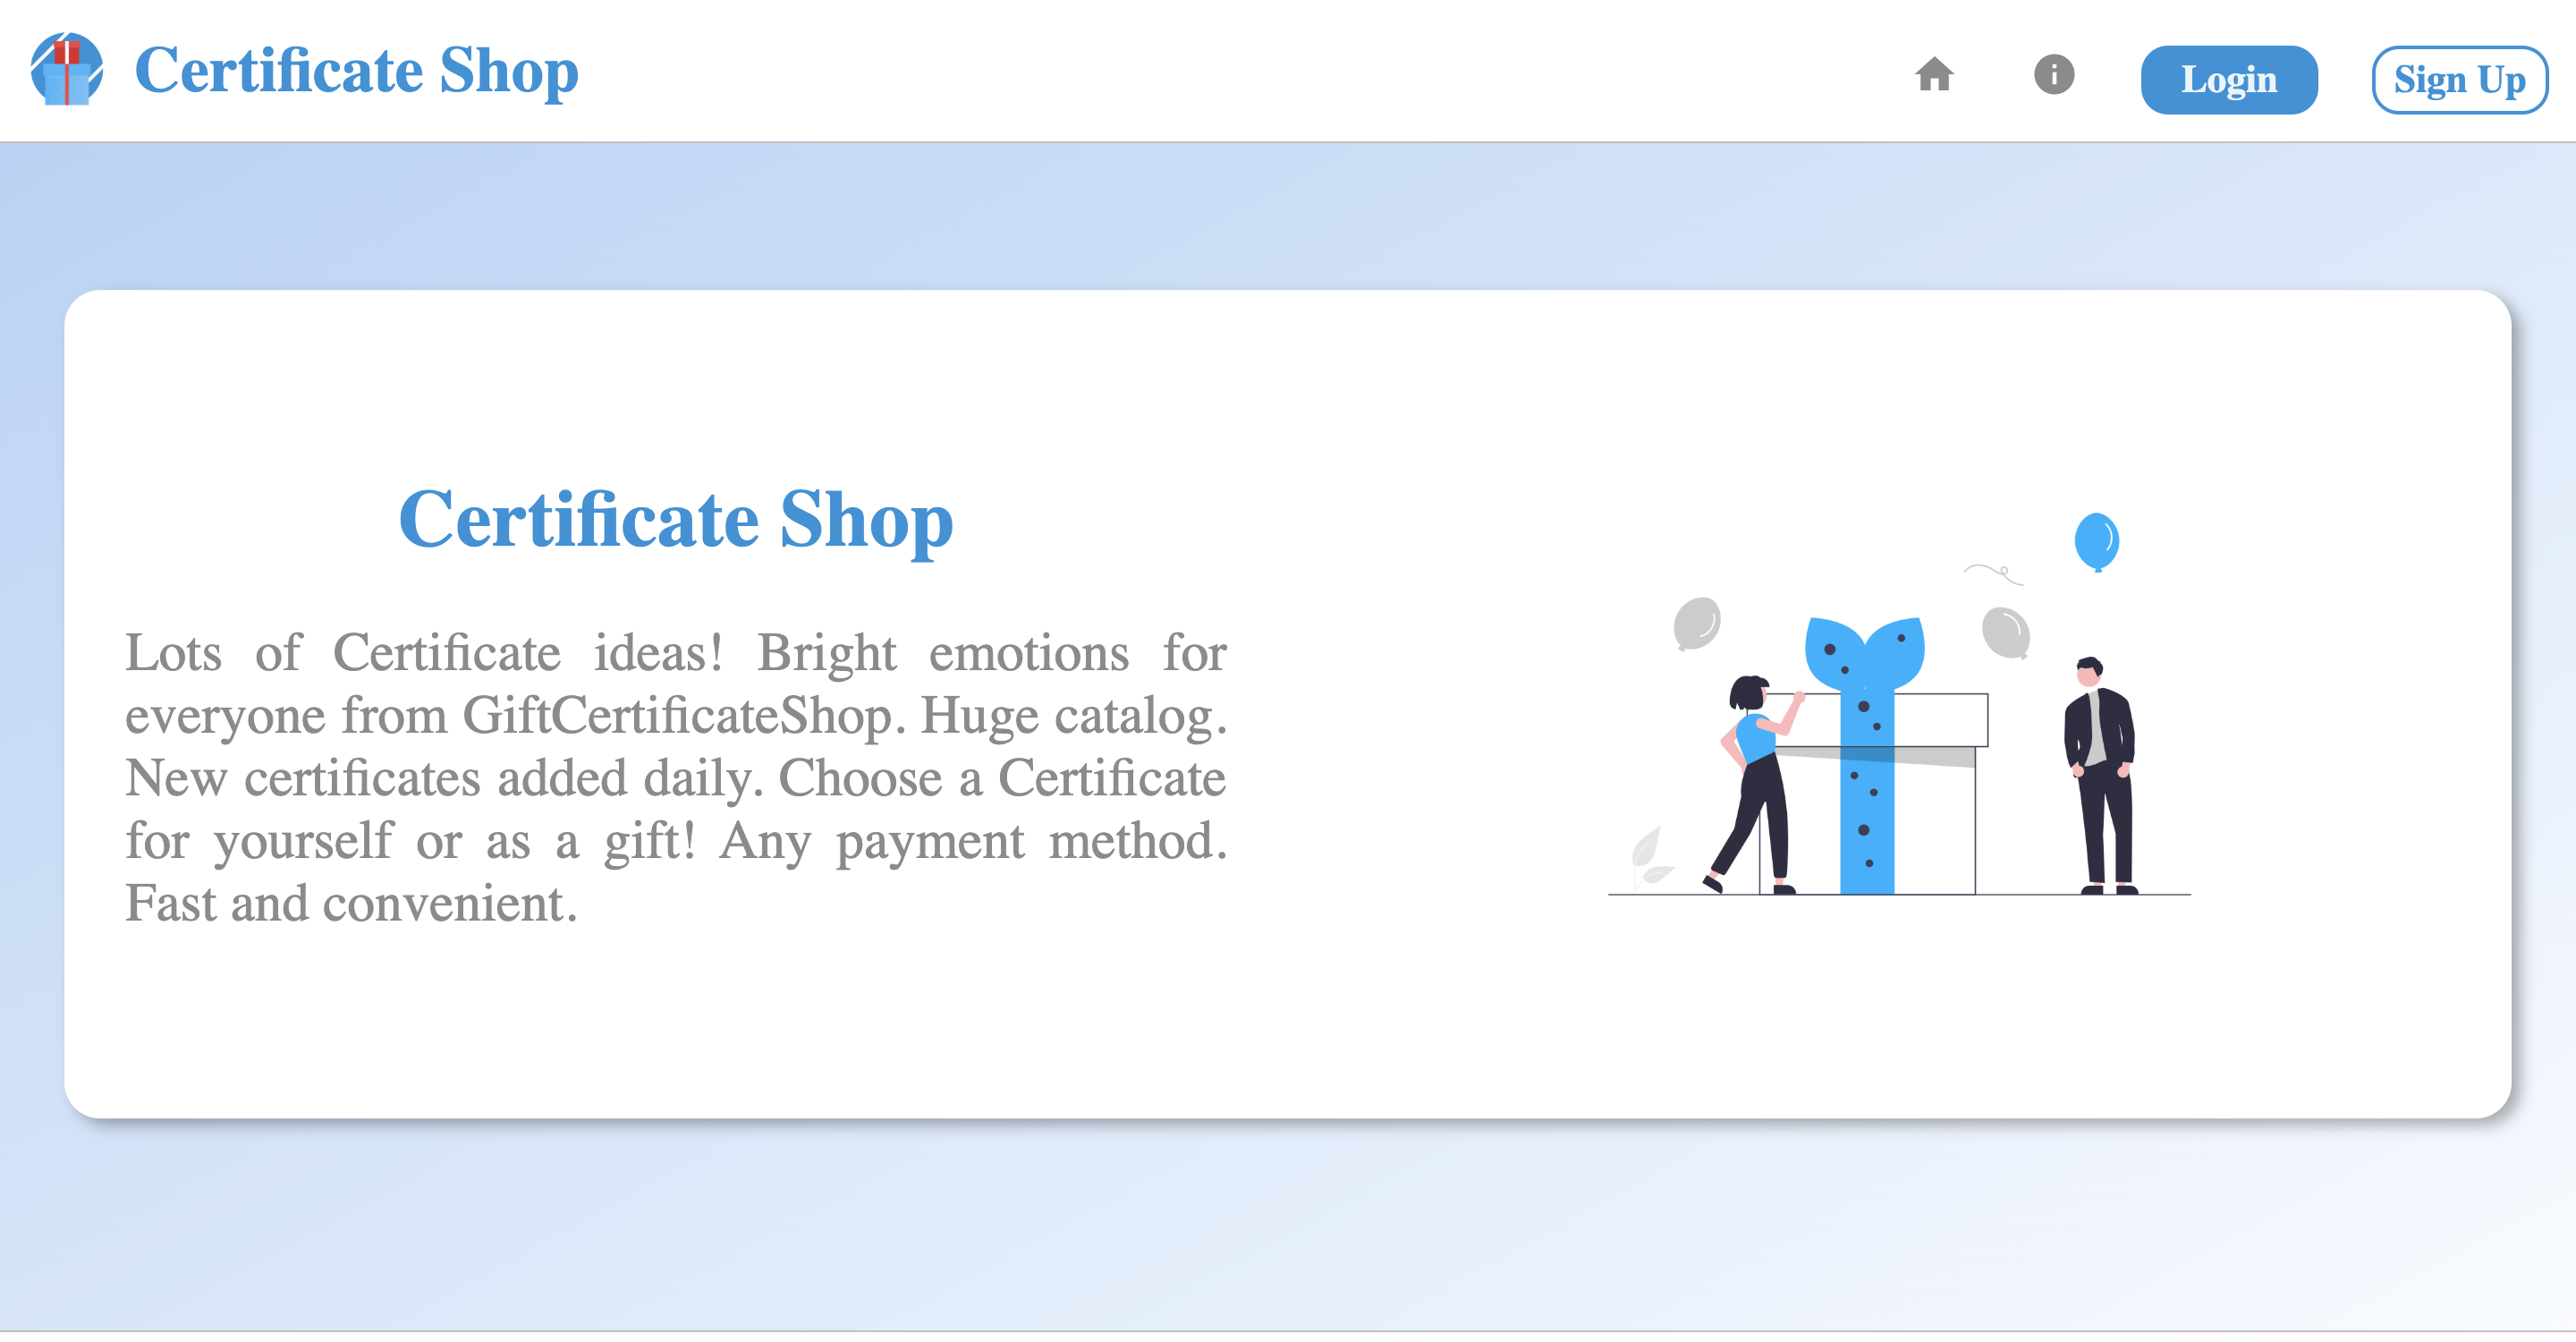 Certificate Shop
Login
Sign Up
Certificate Shop
Lots of Certificate ideas! Bright emotions for
everyone from GiftCertificateShop. Huge catalog.
New certificates added daily. Choose a Certificate
for yourself or as a gift! Any payment method.
Fast and convenient.